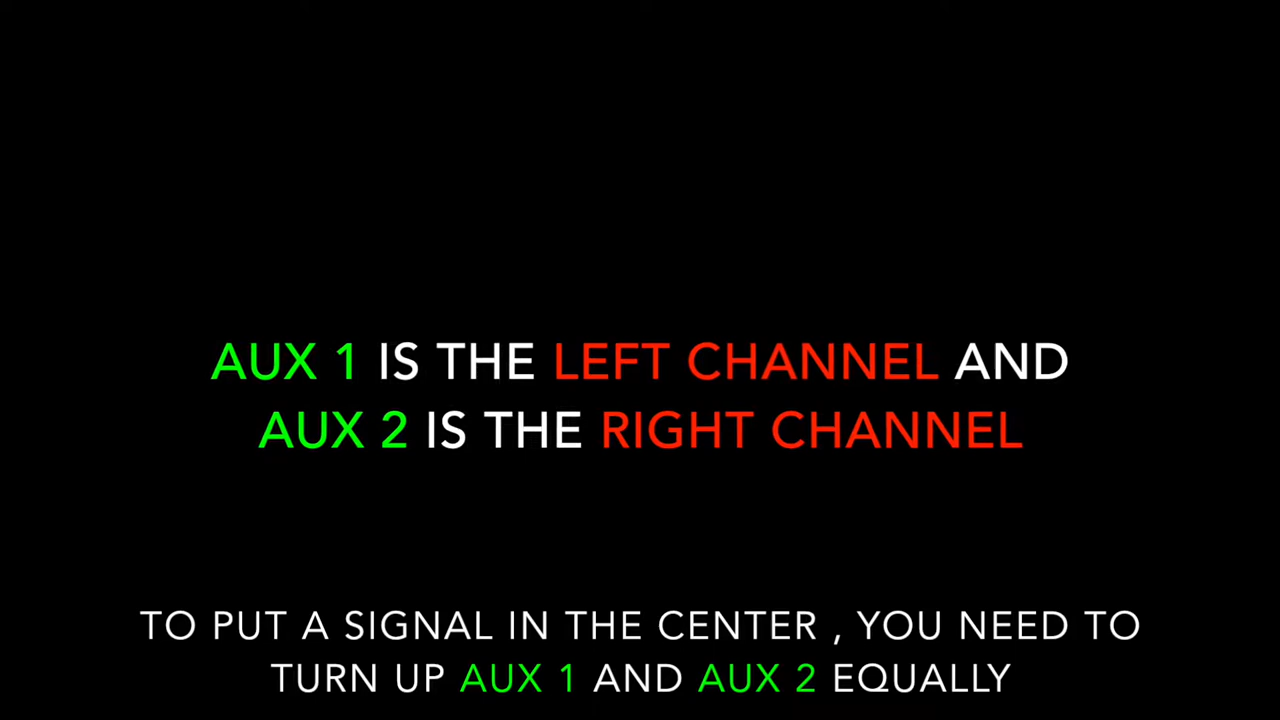 AUX 1 IS THE LEFT CHANNEL AND
AUX 2 IS THE RIGHT CHANNEL
TO PUT A SIGNAL IN THE CENTER , YOU NEED TO
TURN UP AUX 1 AND AUX 2 EQUALLY